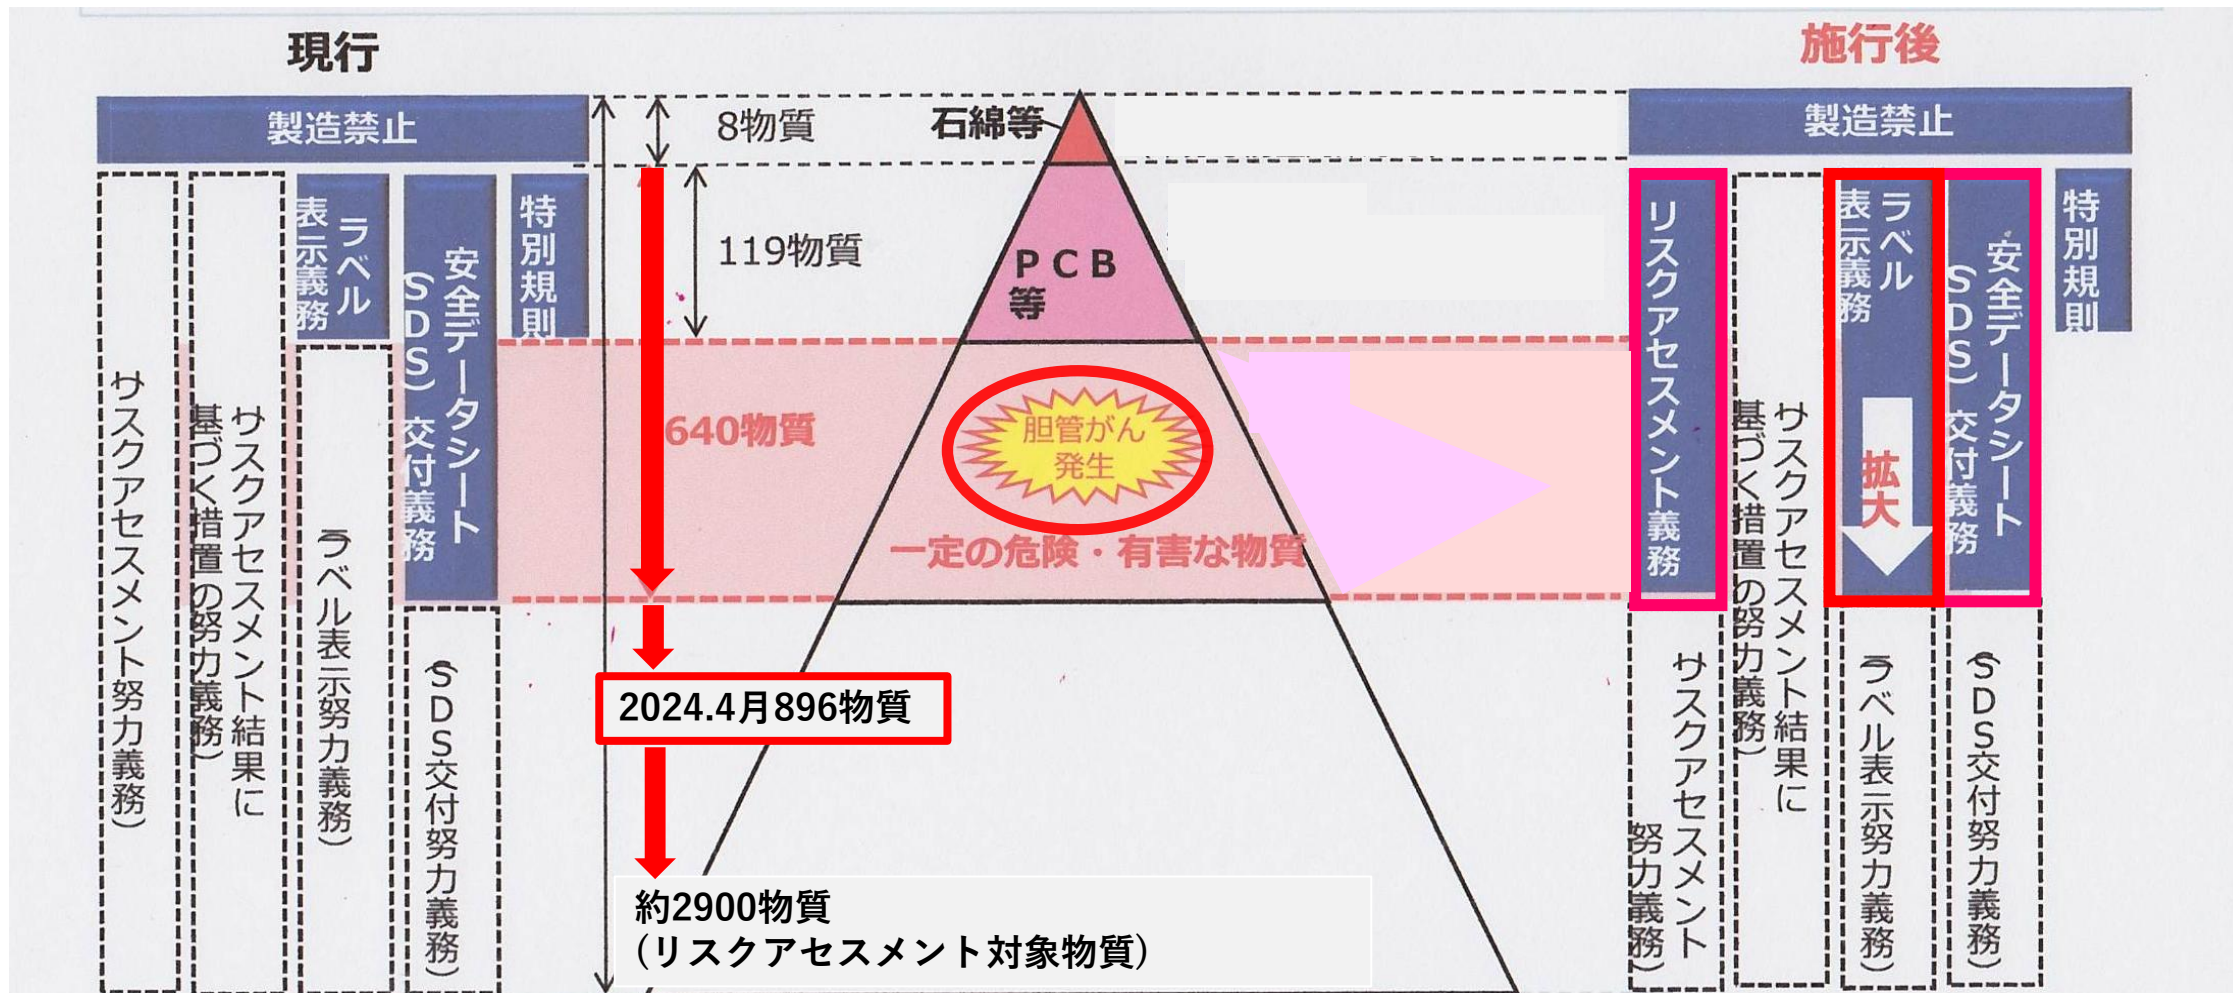 現行
施行後
製造禁止
8物質
石綿等
製造禁止
リスクアセスメント努力義務)
リスクアセスメント結果に
基づく措置の努力義務)
ラベル
表示義務
ラベル表示努力義務)
安全データシート
(SDS)交付義務
(SDS交付努力義務)
特別規則
119物質
PCB
等
640物質
胆管がん
発生
一定の危険・有害な物質
2024.4月896物質
約2900物質
(リスクアセスメント対象物質)
リスクアセスメント義務
リスクアセスメント
努力義務)
リスクアセスメント結果に
基づく措置の努力義務)
ラベル
表示義務
拡大
ラベル表示努力義務)
安全データシート
(SDS)交付義務
(SDS交付努力義務)
特別規則